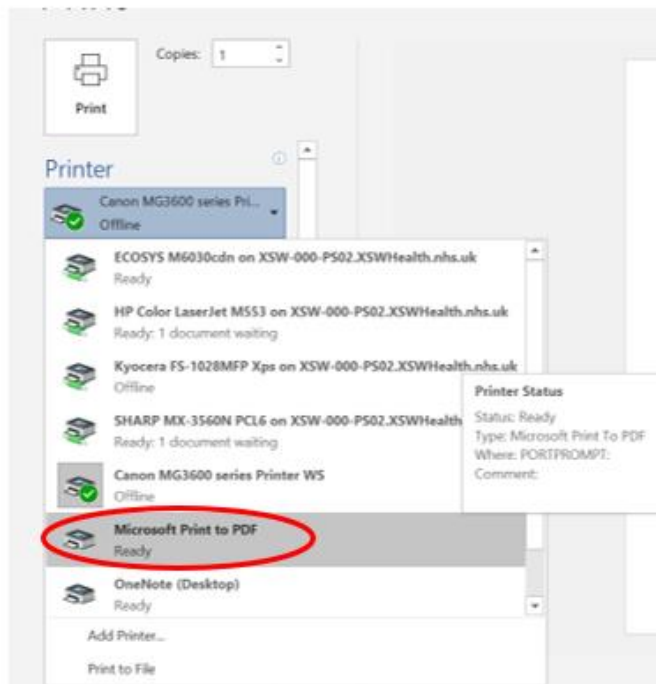 Copies: 1
Print
Printer
Canon MG3600 series Pri...
Offline
ECOSYS M6030cdn on XSW-000-PS02.XSWHealth.nhs.uk
Ready
HP Color LaserJet M553 on XSW-000-PS02.XSWHealth.nhs.uk
Ready: 1 document waiting
Kyocera FS-1028MFP Xps on XSW-000-PS02.XSWHealth.nhs.uk
Offline
SHARP MX-3560N PCL6 on XSW-000-PS02.XSWHealth
Ready: 1 document waiting
Canon MG3600 series Printer WS
Offline
Microsoft Print to PDF
Ready
OneNote (Desktop)
Ready
Add Printer...
Print to File
Printer Status
Status: Ready
Type: Microsoft Print To PDF
Where: PORTPROMPT:
Comment: